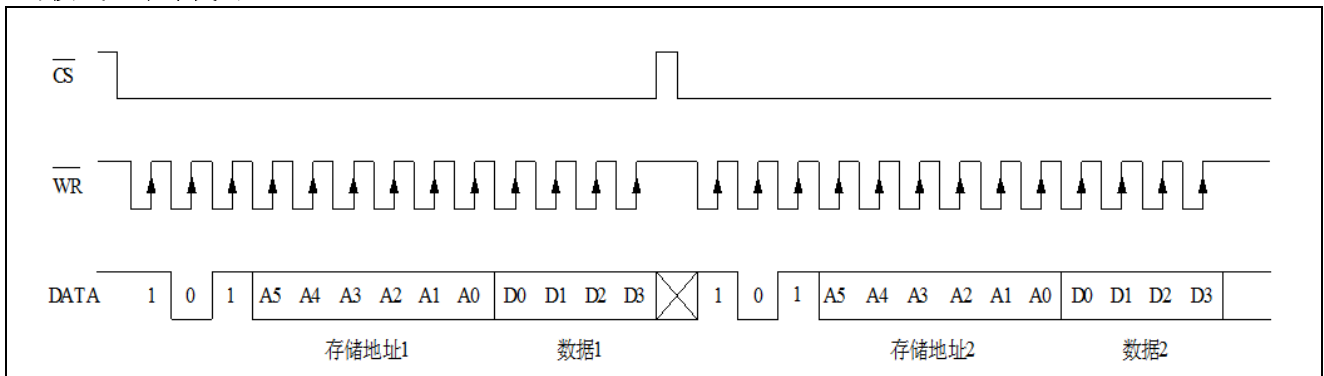 CS
WR
DATA 1 0 1 A5 A4 A3 A2 A1 A0 D0 D1 D2 D3 1 0 1 A5 A4 A3 A2 A1 A0 D0 D1 D2 D3
存储地址1 数据1 存储地址2 数据2